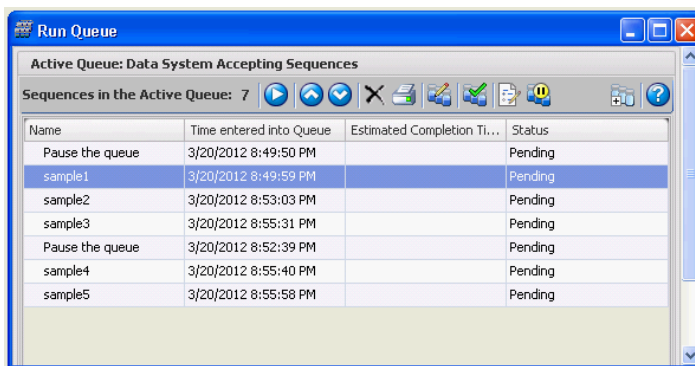 Run Queue
Active Queue: Data System Accepting Sequences
Sequences in the Active Queue: 7
Name Time entered into Queue Estimated Completion Ti... Status
Pause the queue 3/20/2012 8:49:50 PM Pending
sample1 3/20/2012 8:49:59 PM Pending
sample2 3/20/2012 8:53:03 PM Pending
sample3 3/20/2012 8:55:31 PM Pending
Pause the queue 3/20/2012 8:52:39 PM Pending
sample4 3/20/2012 8:55:40 PM Pending
sample5 3/20/2012 8:55:58 PM Pending